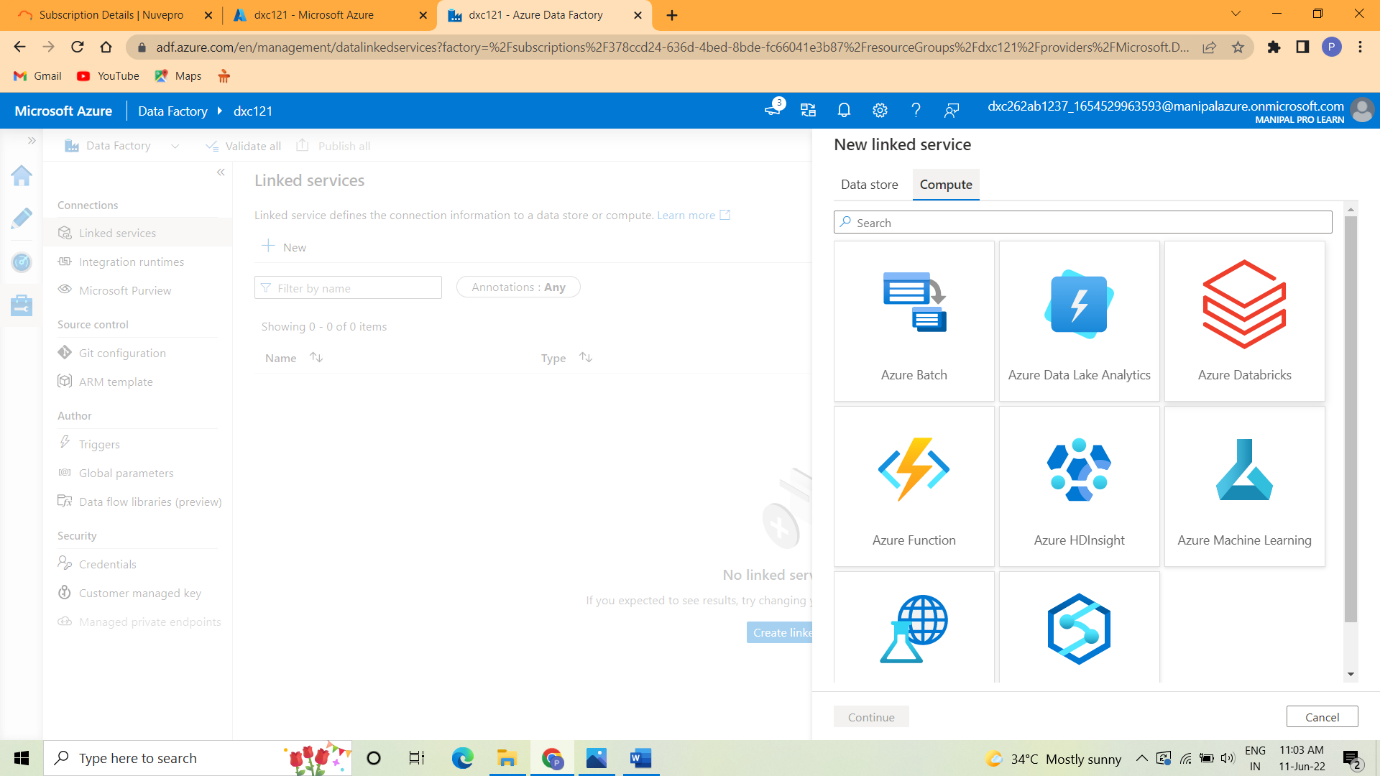 Subscription Details | Nuvepro
dxc121 - Microsoft Azure
dxc121 - Azure Data Factory
adf.azure.com/en/management/datalinkedservices?factory=%2Fsubscriptions%2F378ccd24-636d-4bed-8bde-fc66041e3b87%2FresourceGroups%2Fdxc121%2Fproviders%2FMicrosoft.D...
P
Gmail
YouTube
Maps
Microsoft Azure
Data Factory
dxc121
3
dxc262ab1237_1654529963593@manipalazure.onmicrosoft.com
MANIPAL PRO LEARN
Data Factory
Validate all
Publish all
Connections
Linked services
Integration runtimes
Microsoft Purview
Source control
Git configuration
ARM template
Author
Triggers
Global parameters
Data flow libraries (preview)
Security
Credentials
Customer managed key
Managed private endpoints
Linked services
Linked service defines the connection information to a data store or compute. Learn more
New
Filter by name
Annotations : Any
Showing 0 - 0 of 0 items
Name
Type
No linked serv
If you expected to see results, try changing y
Create linke
New linked service
Data store
Compute
Search
Azure Batch
Azure Data Lake Analytics
Azure Databricks
Azure Function
Azure HDInsight
Azure Machine Learning
Continue
Cancel
Type here to search
P
W
34°C Mostly sunny
ENG
IN
11:03 AM
11-Jun-22
2